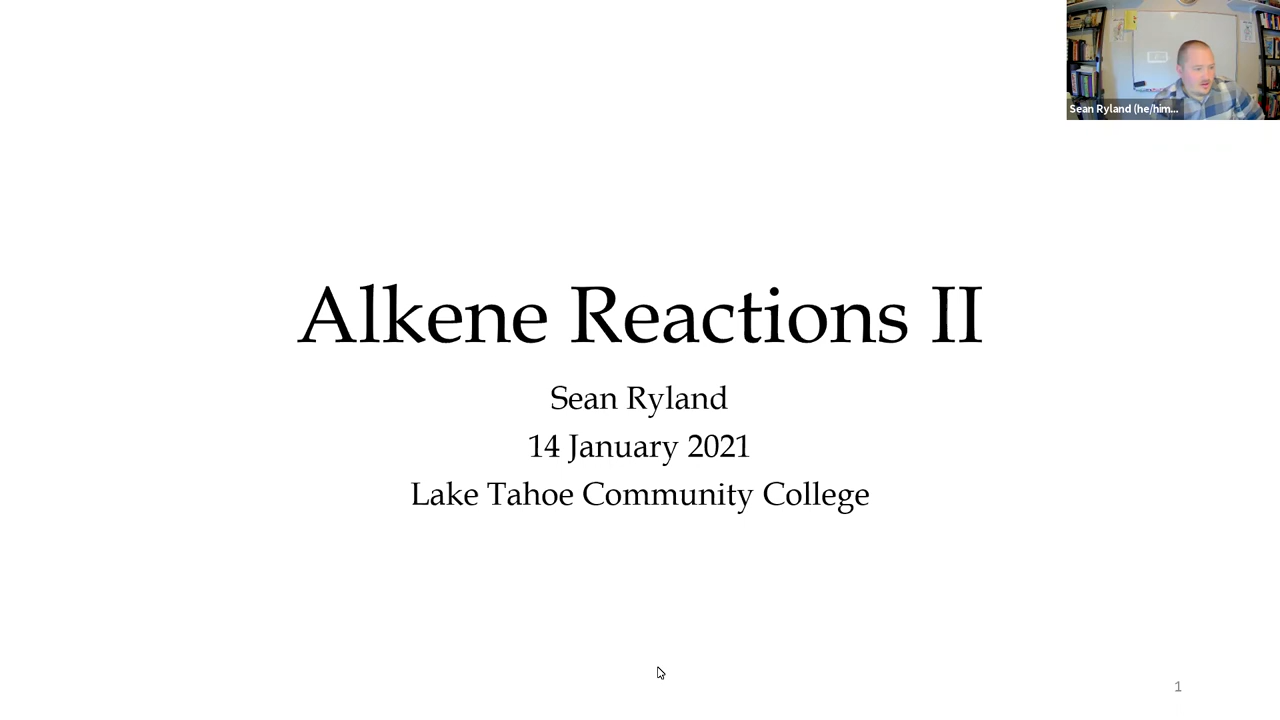 Sean Ryland (he/him...
Alkene Reactions II
Sean Ryland
14 January 2021
Lake Tahoe Community College
1